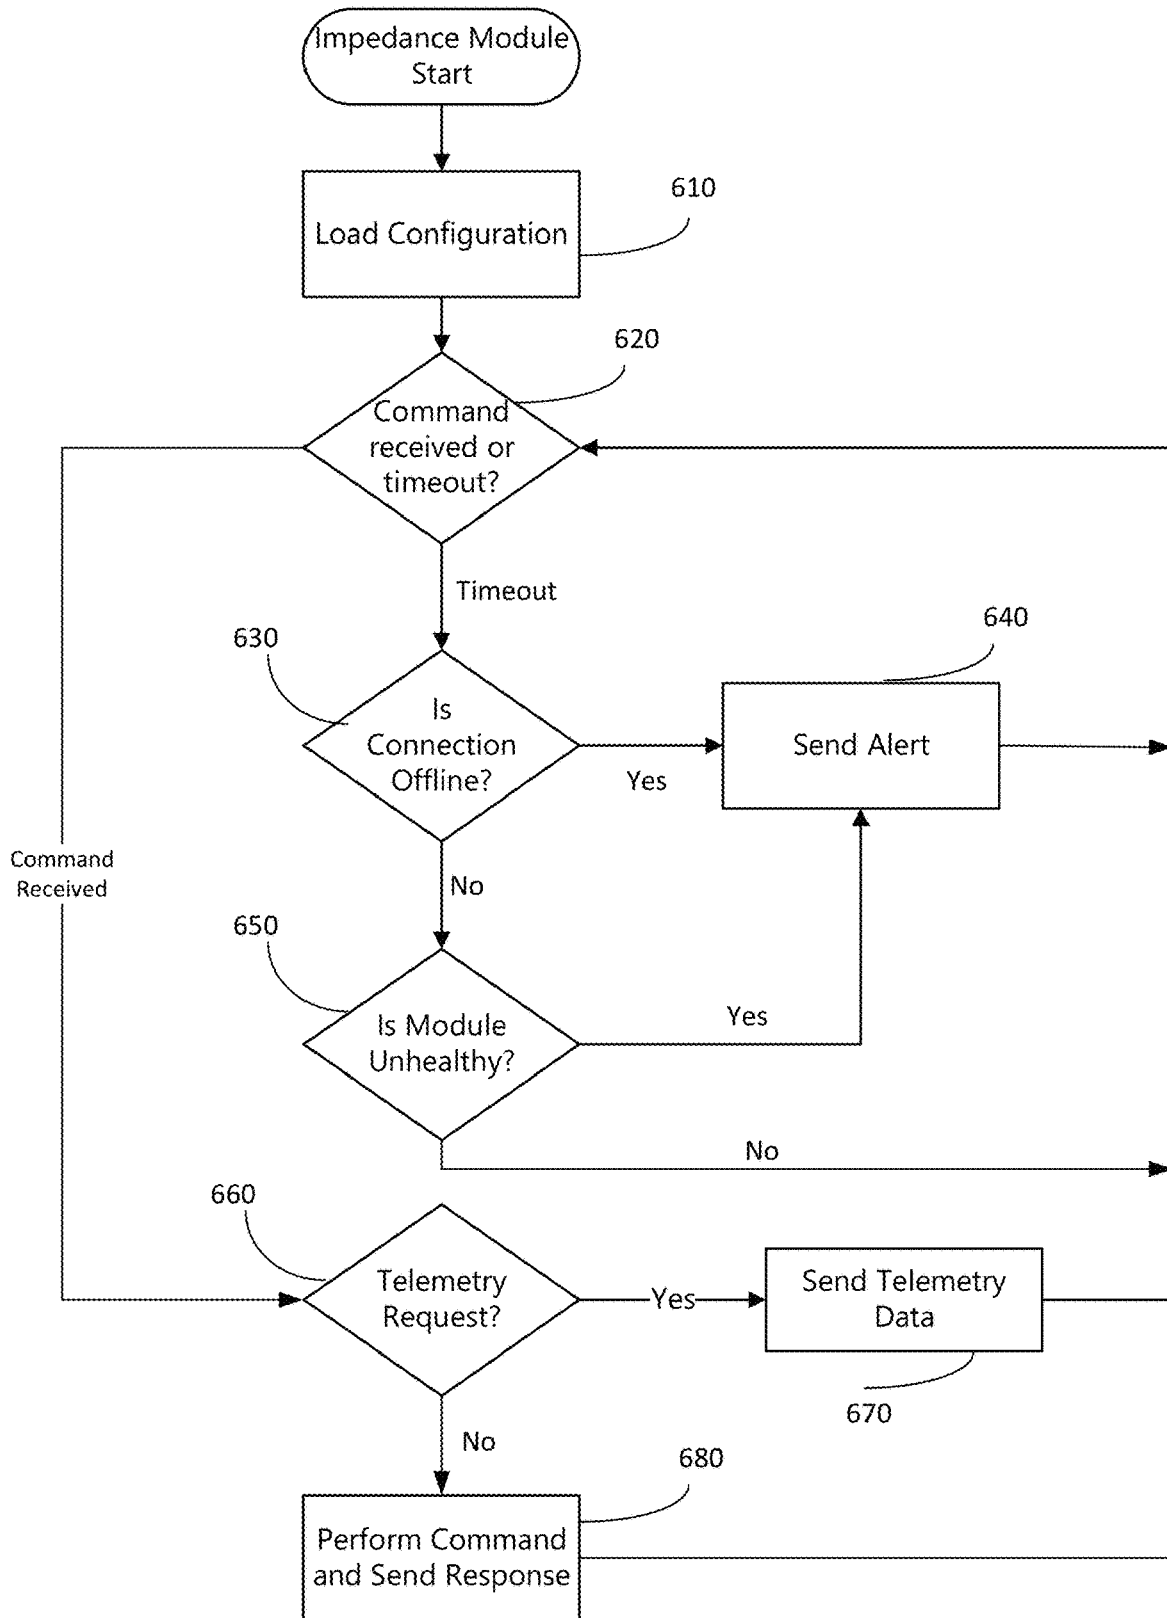 Impedance Module
Start
610
Load Configuration
620
Command
received or
timeout?
Timeout
630
640
Is
Connection
Offline?
Yes
Send Alert
Command
Received
No
650
Is Module
Unhealthy?
Yes
No
660
Telemetry
Request?
Yes
Send Telemetry
Data
670
No
680
Perform Command
and Send Response